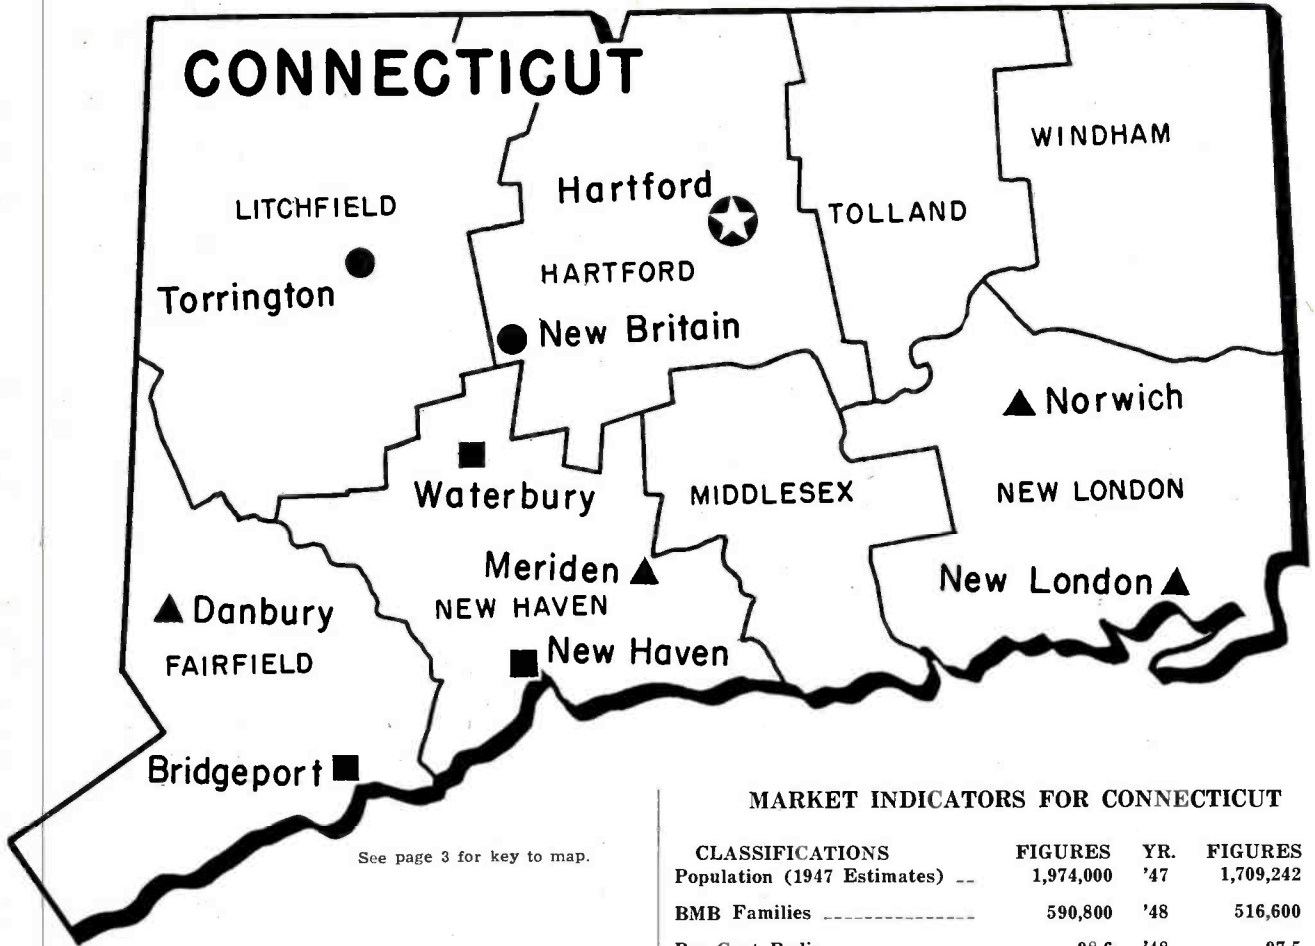 CONNECTICUT
WINDHAM
Hartford
LITCHFIELD
TOLLAND
HARTFORD
Torrington
New Britain
Norwich
Waterbury
MIDDLESEX
NEW LONDON
Meriden
New London
Danbury
NEW HAVEN
New Haven
FAIRFIELD
Bridgeport
See page 3 for key to map.
MARKET INDICATORS FOR CONNECTICUT
CLASSIFICATIONS FIGURES YR. FIGURES
Population (1947 Estimates) -- 1,974,000 '47 1,709,242
BMB Families --------------- 590,800 '48 516,600